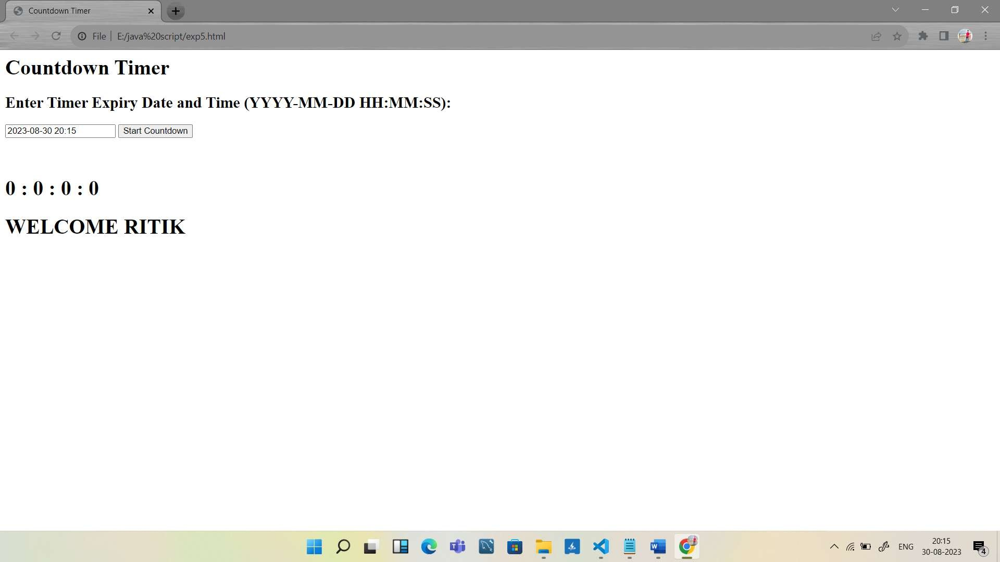 Countdown Timer
File | E:/java%20script/exp5.html
Countdown Timer
Enter Timer Expiry Date and Time (YYYY-MM-DD HH:MM:SS):
2023-08-30 20:15 Start Countdown
0 : 0 : 0 : 0
WELCOME RITIK
ENG
20:15
30-08-2023
4